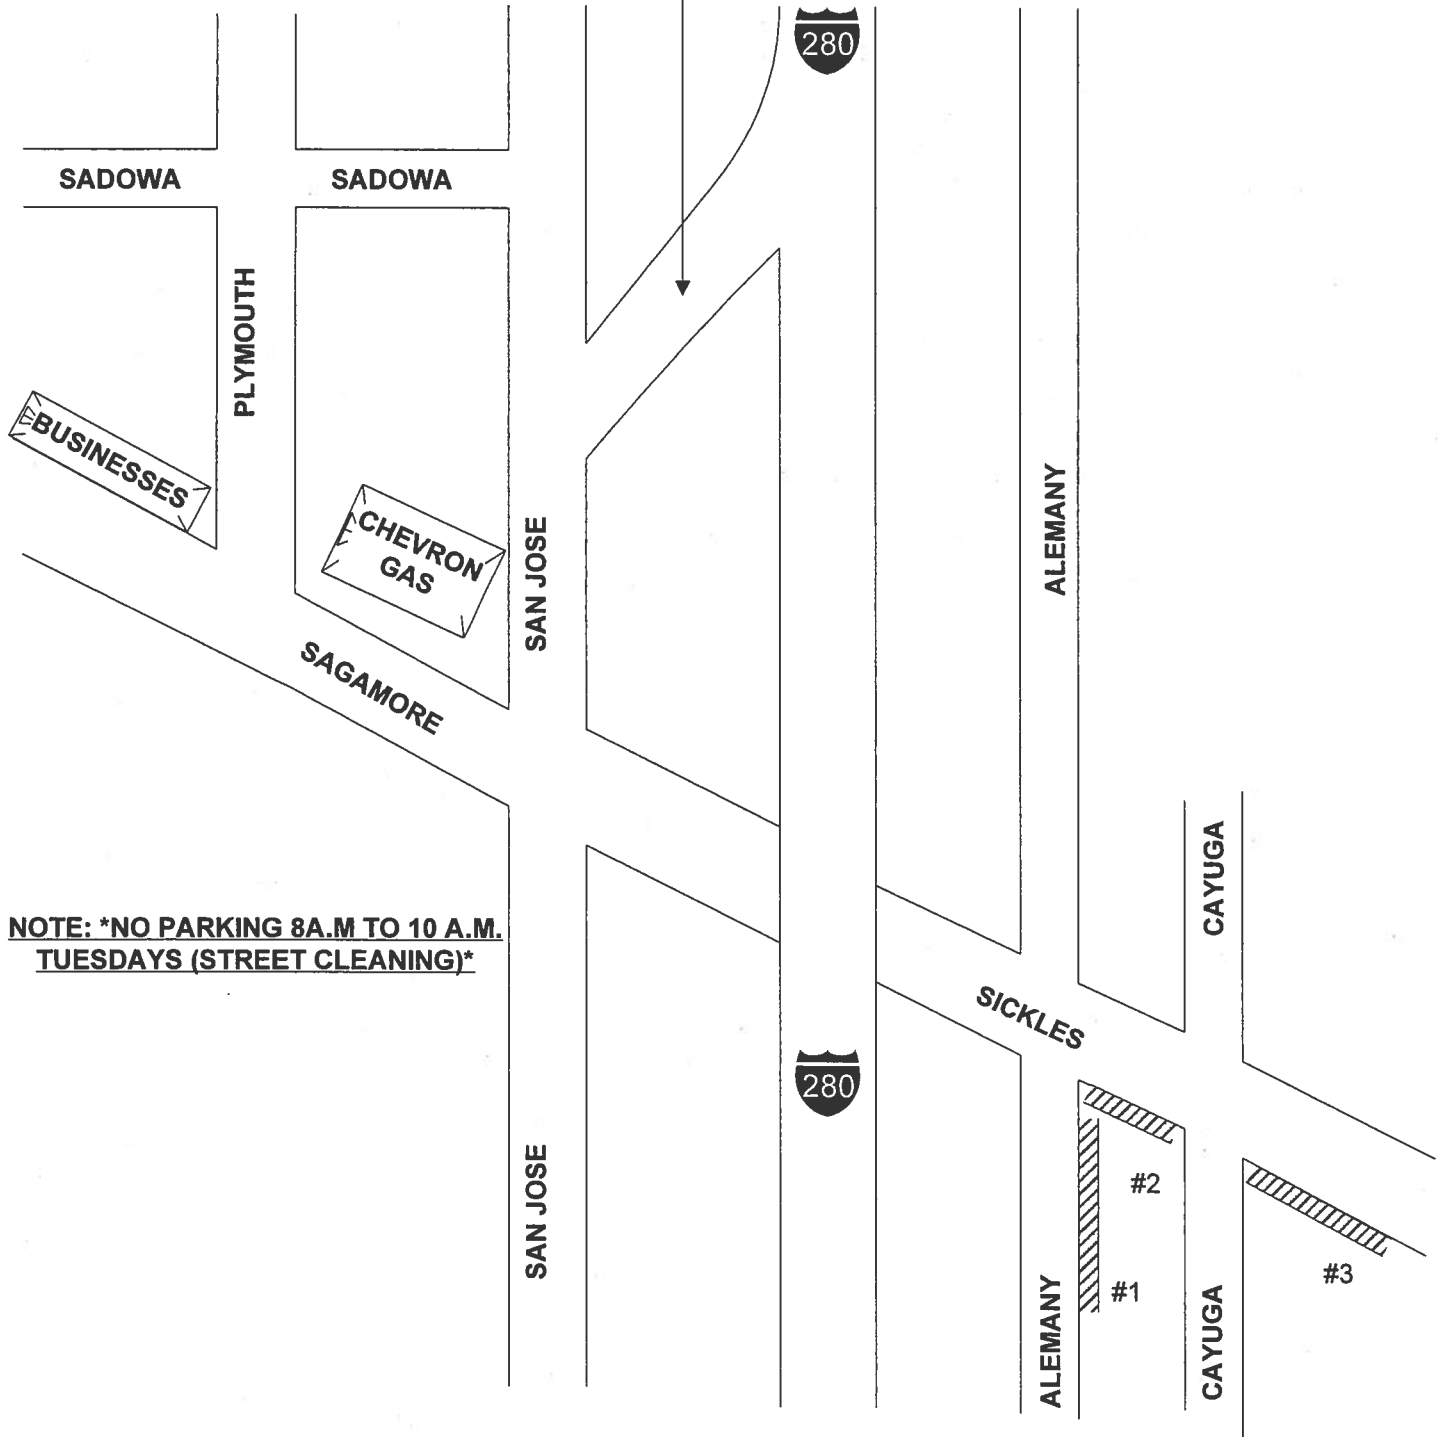 280
SADOWA
SADOWA
PLYMOUTH
BUSINESSES
CHEVRON
GAS
SAN JOSE
ALEMANY
SAGAMORE
CAYUGA
NOTE: *NO PARKING 8A.M TO 10 A.M.
TUESDAYS (STREET CLEANING)*
SICKLES
280
SAN JOSE
#2
#1
#3
ALEMANY
CAYUGA